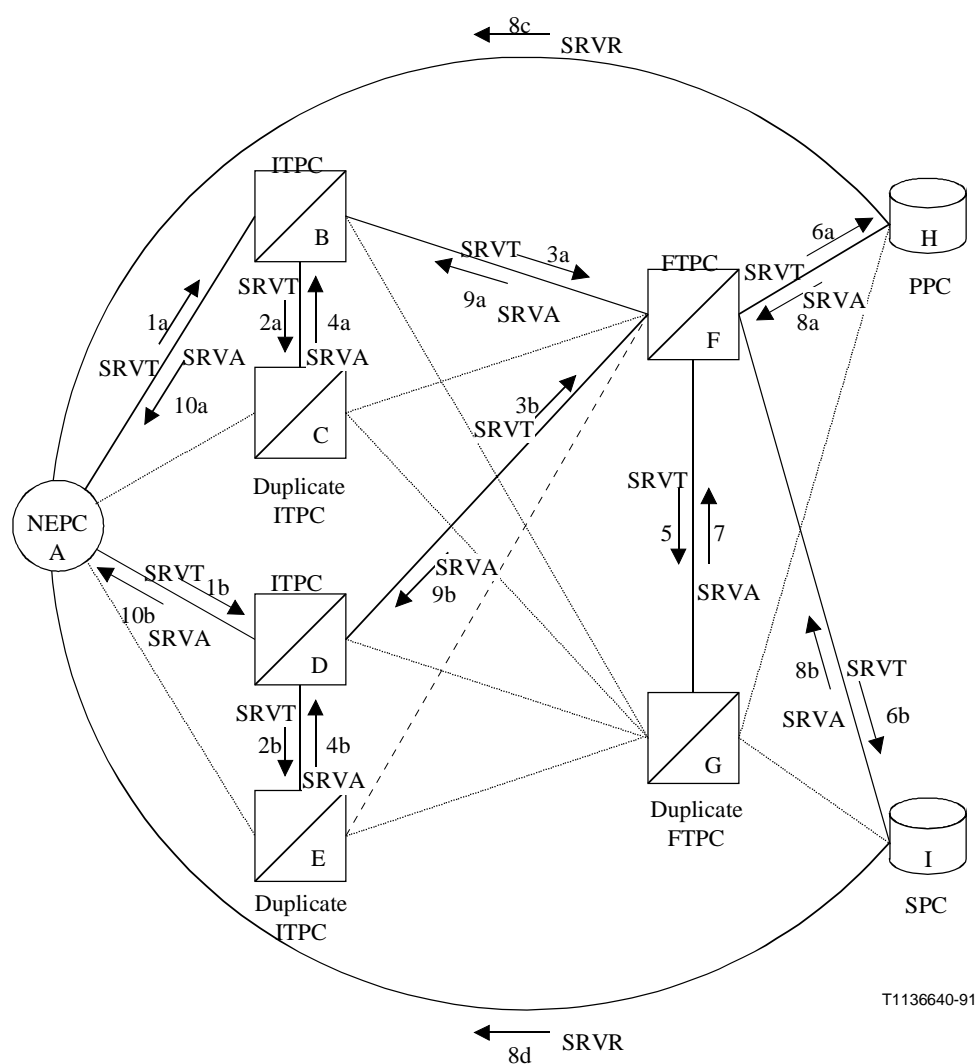 8c
SRVR
ITPC
B
SRVT
3a
9a
SRVA
FTPC
F
6a
SRVT
SRVA
8a
H
PPC
1a
SRVT
SRVA
10a
SRVT
2a
4a
SRVA
C
Duplicate
ITPC
3b
SRVT
NEPC
A
SRVT
1b
10b
SRVA
ITPC
D
SRVA
9b
SRVT
5
7
SRVA
SRVT
2b
4b
SRVA
E
Duplicate
ITPC
G
Duplicate
FTPC
8b
SRVT
SRVA
6b
I
SPC
T1136640-91
SRVR
8d